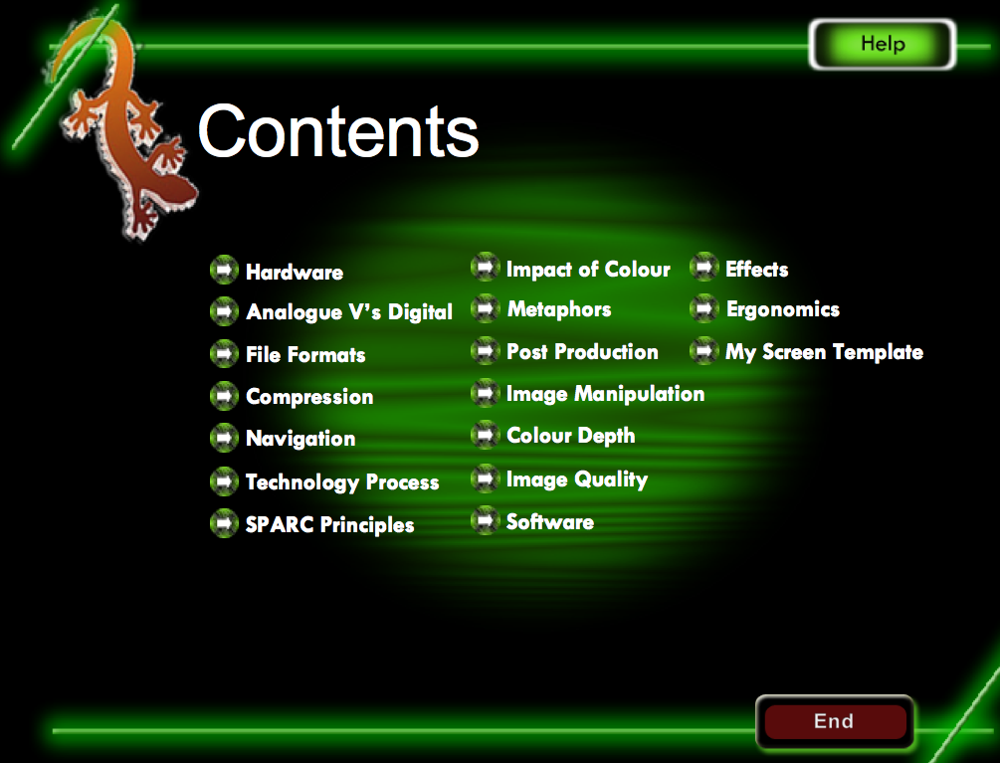 Help
Contents
Hardware
Analogue V's Digital
File Formats
Compression
Navigation
Technology Process
SPARC Principles
Impact of Colour
Metaphors
Post Production
Image Manipulation
Colour Depth
Image Quality
Software
Effects
Ergonomics
My Screen Template
End